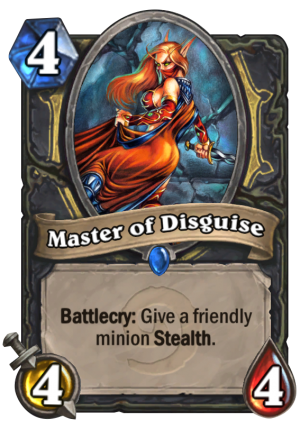 4
Master of Disguise
Battlecry: Give a friendly
minion Stealth.
4
4